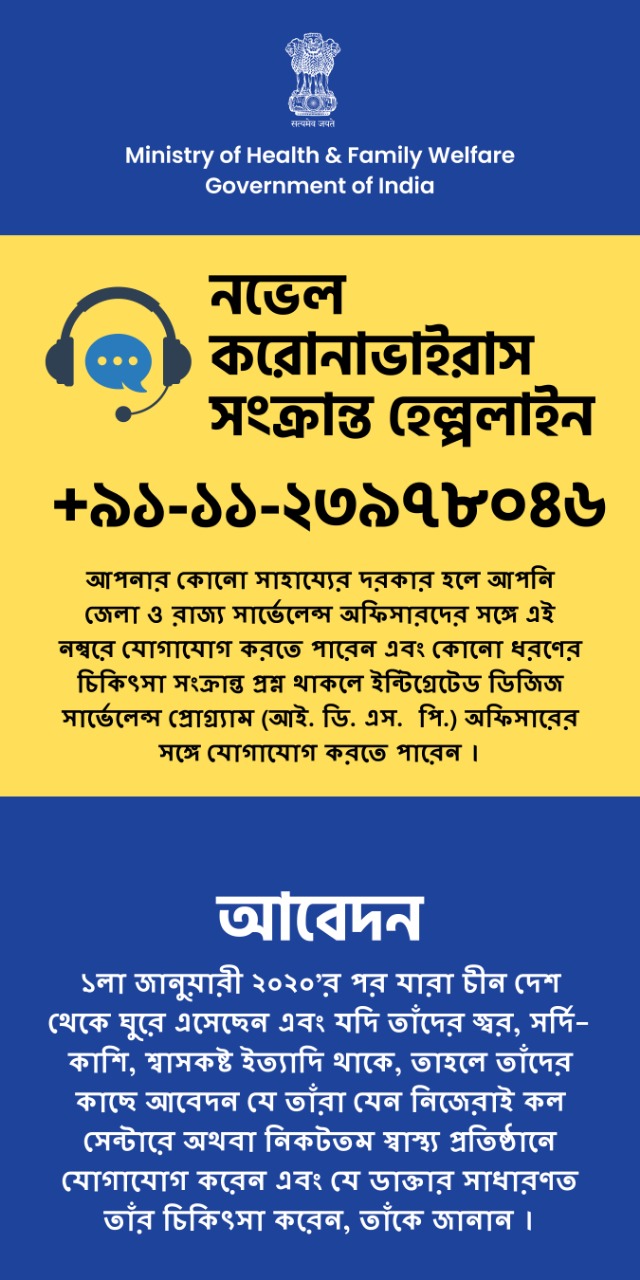 सत्यमेव जयते
Ministry of Health & Family Welfare
Government of India
নভেল
করোনাভাইরাস
সংক্রান্ত হেল্পলাইন
+৯১-১১-২৩৯৭৮০৪৬
আপনার কোনো সাহায্যের দরকার হলে আপনি
জেলা ও রাজ্য সার্ভেলেন্স অফিসারদের সঙ্গে এই
নম্বরে যোগাযোগ করতে পারেন এবং কোনো ধরণের
চিকিৎসা সংক্রান্ত প্রশ্ন থাকলে ইন্টিগ্রেটেড ডিজিজ
সার্ভেলেন্স প্রোগ্র্যাম (আই. ডি. এস. পি.) অফিসারের
সঙ্গে যোগাযোগ করতে পারেন ।
আবেদন
১লা জানুয়ারী ২০২০'র পর যারা চীন দেশ
থেকে ঘুরে এসেছেন এবং যদি তাঁদের জ্বর, সর্দি-
কাশি, শ্বাসকষ্ট ইত্যাদি থাকে, তাহলে তাঁদের
কাছে আবেদন যে তাঁরা যেন নিজেরাই কল
সেন্টারে অথবা নিকটতম স্বাস্থ্য প্রতিষ্ঠানে
যোগাযোগ করেন এবং যে ডাক্তার সাধারণত
তাঁর চিকিৎসা করেন, তাঁকে জানান ।